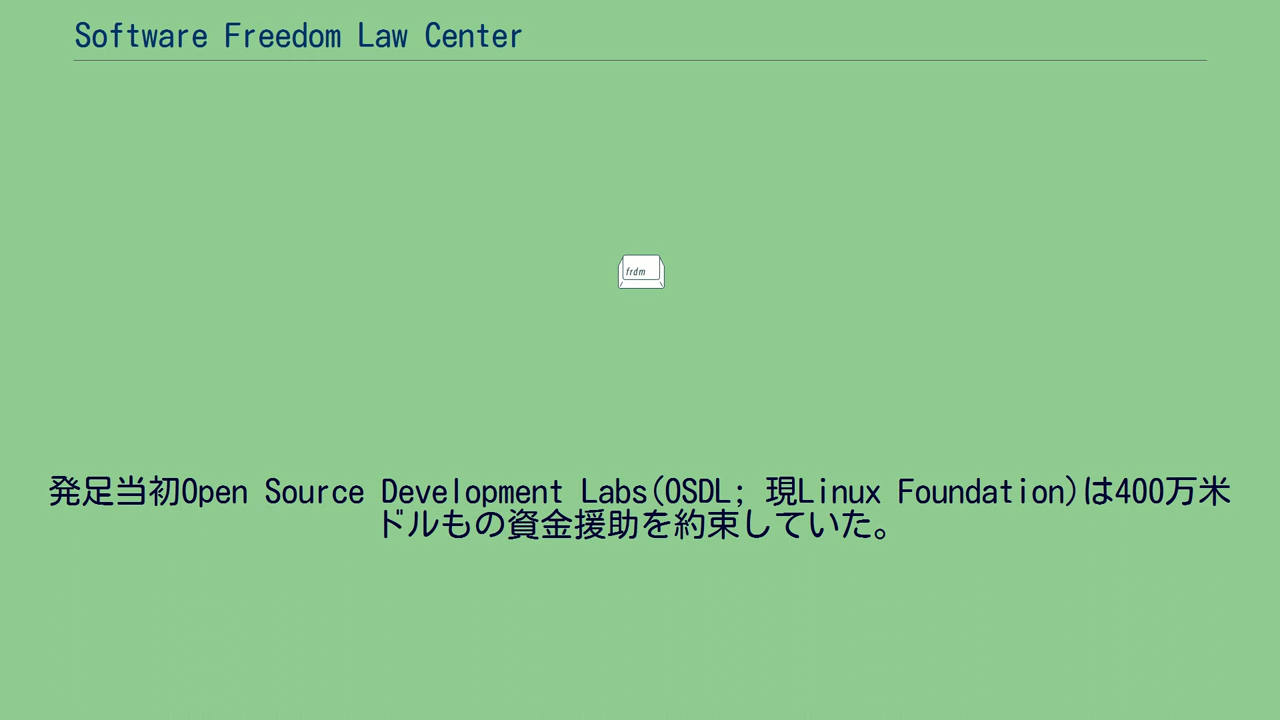 Software Freedom Law Center
frdm
発足当初Open Source Development Labs(OSDL; 現Linux Foundation)は400万米
ドルもの資金援助を約束していた。